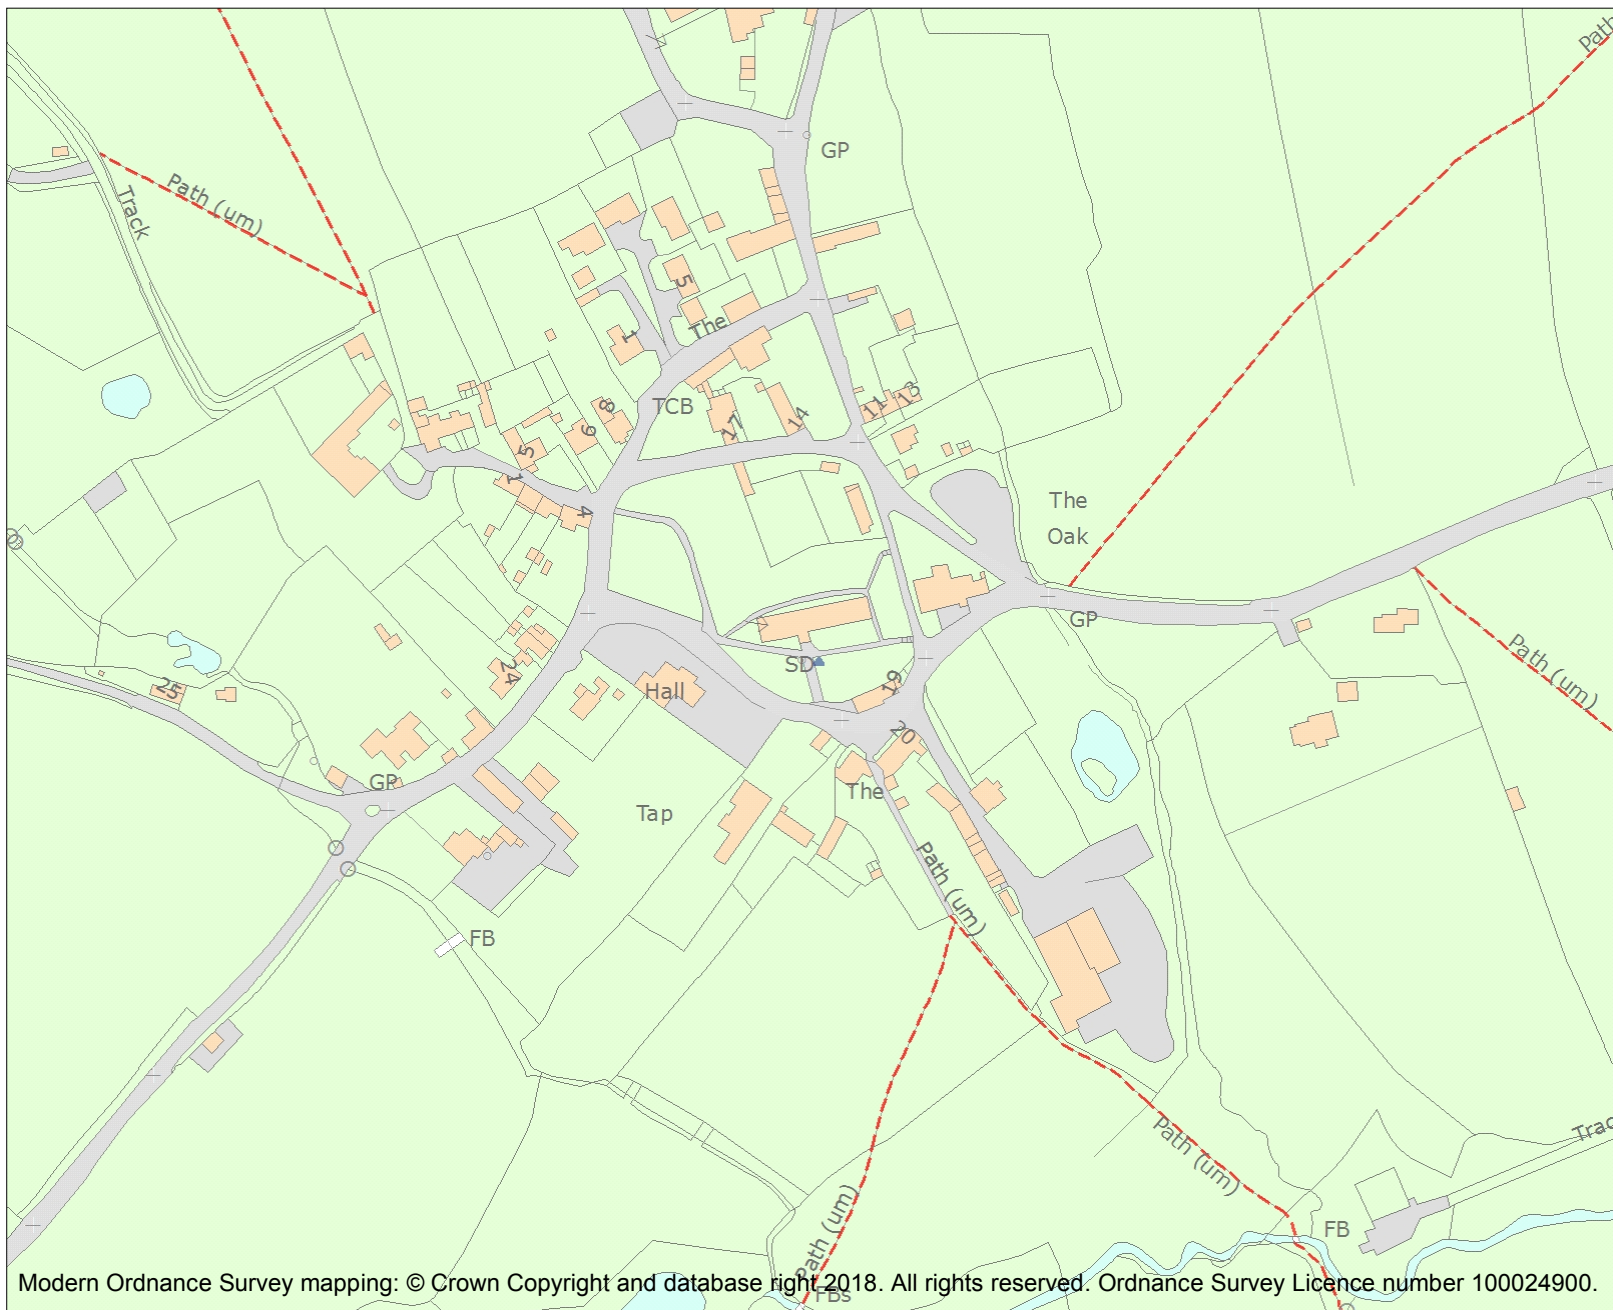 Path
GP
Path (um)
Track
5
The
1
TCB
8
6
5
1
4
17
14
11
13
The
Oak
GP
Path (um)
SD
19
Hall
24
25
20
GP
The
Tap
Path (um)
FB
Path (um)
Path (um)
FB
FBs
Modern Ordnance Survey mapping: © Crown Copyright and database right 2018. All rights reserved. Ordnance Survey Licence number 100024900.